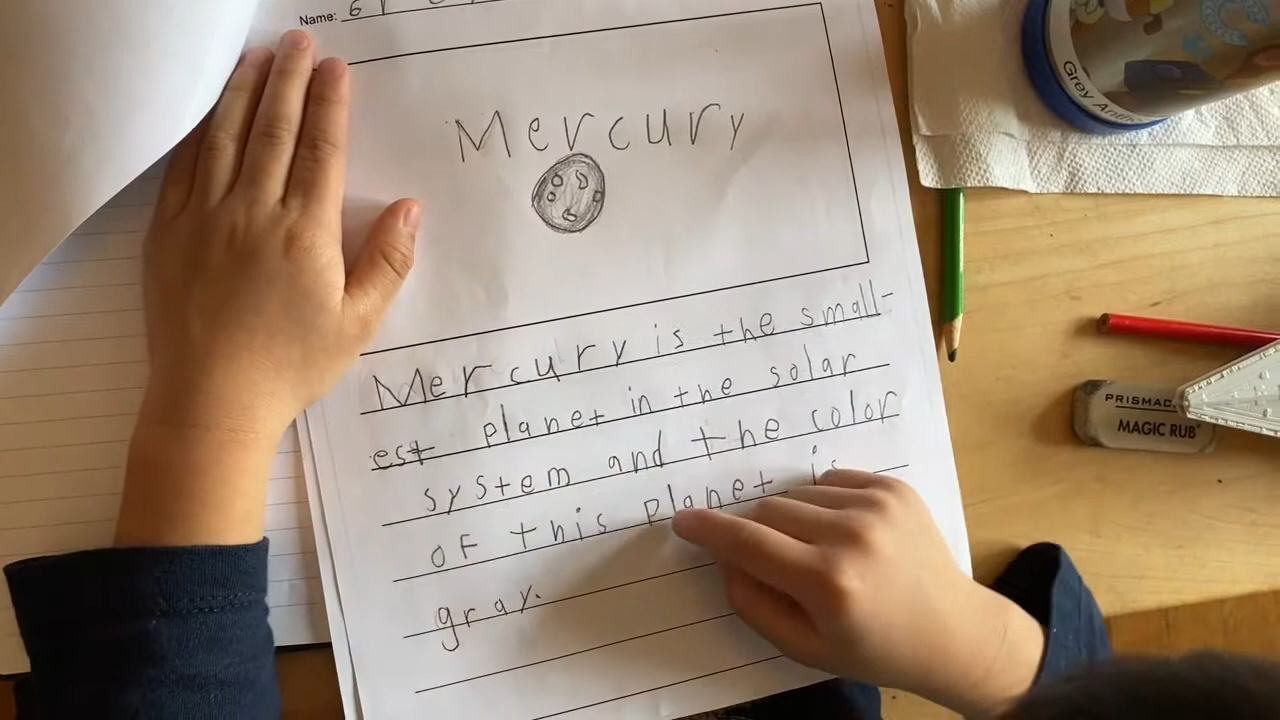 Name:
Mercury
Mercury is the small-
est planet in the solar
system and the color
of this planet is
gray.
Grey
PRISMAC
MAGIC RUB